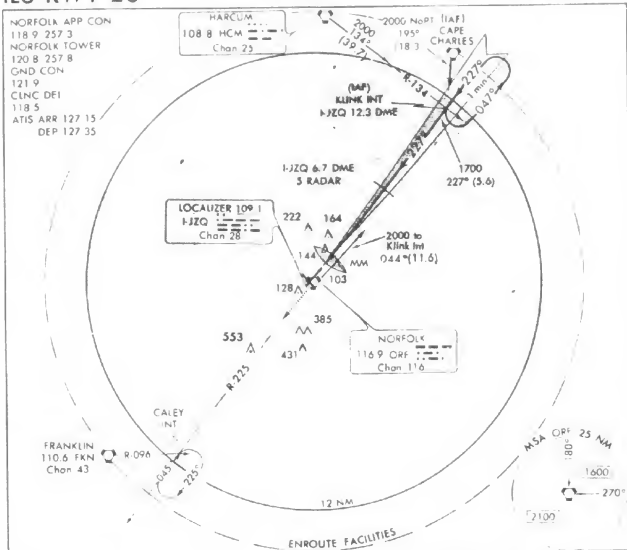 NORFOLK APP CON
118 9 257 3
NORFOLK TOWER
120 8 257 8
GND CON
121 9
CLNC DEL
118 5
ATIS ARR 127 15
DEP 127 35
HARCUM
108 8 HCM
Chan 25
2000
134°
(39.7)
R-134
2000 NoPT (IAF)
195° CAPE
(18 3 CHARLES
227°
1 min
047°
(IAF)
KLINK INT
I-JZQ 12.3 DME
227°
1700
227° (5.6)
I-JZQ 6.7 DME
5 RADAR
LOCALIZER 109 1
I-JZQ
Chan 28
222
164
144
MM
103
128
2000 to
Klink Int
044°(11.6)
385
431
553
NORFOLK
116 9 ORF
Chan 116
R-225
CALEY
INT
FRANKLIN
110.6 FKN
Chan 43
R-096
045
225°
12 NM
ENROUTE FACILITIES
MSA ORF 25 NM
180°
1600
270°
2100